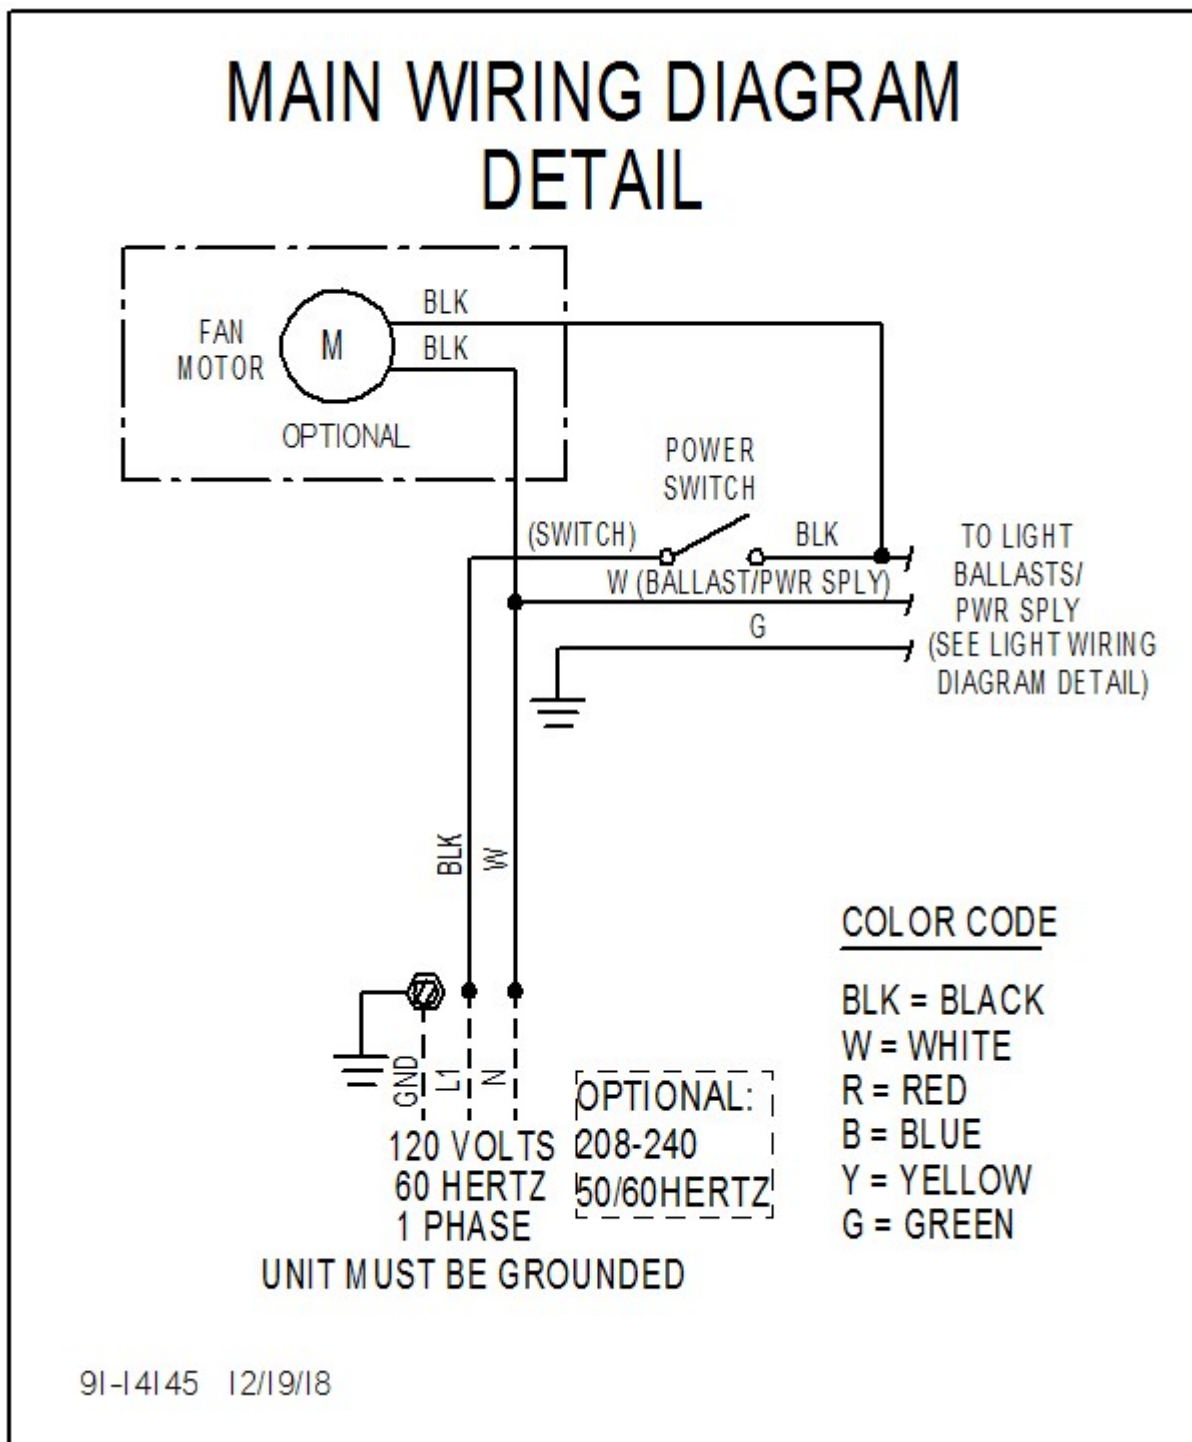 MAIN WIRING DIAGRAM
DETAIL
BLK
FAN
MOTOR
M
BLK
OPTIONAL
POWER
SWITCH
(SWITCH)
BLK
TO LIGHT
BALLASTS/
PWR SPLY
(SEE LIGHT WIRING
DIAGRAM DETAIL)
W (BALLAST/PWR SPLY)
G
BLK
W
GND
L1
N
120 VOLTS
60 HERTZ
1 PHASE
OPTIONAL:
208-240
50/60HERTZ
UNIT MUST BE GROUNDED
COLOR CODE
BLK = BLACK
W = WHITE
R = RED
B = BLUE
Y = YELLOW
G = GREEN
91-14145 12/19/18